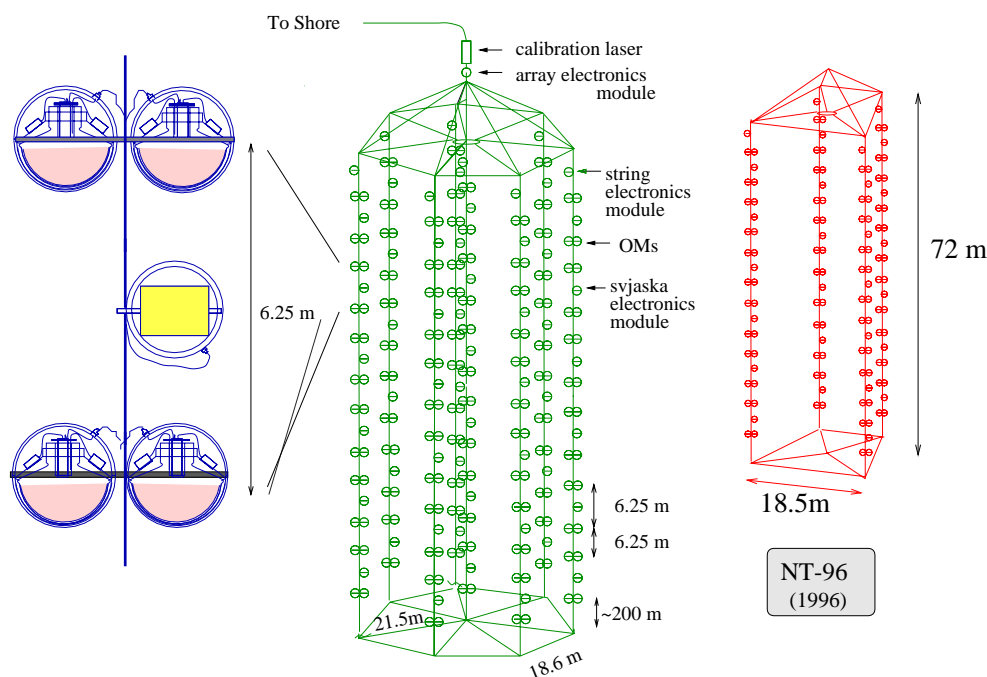 To Shore
calibration laser
array electronics
module
string
electronics
module
OMs
svjaska
electronics
module
6.25 m
6.25 m
6.25 m
~200 m
21.5m
18.6 m
72 m
18.5m
NT-96
(1996)